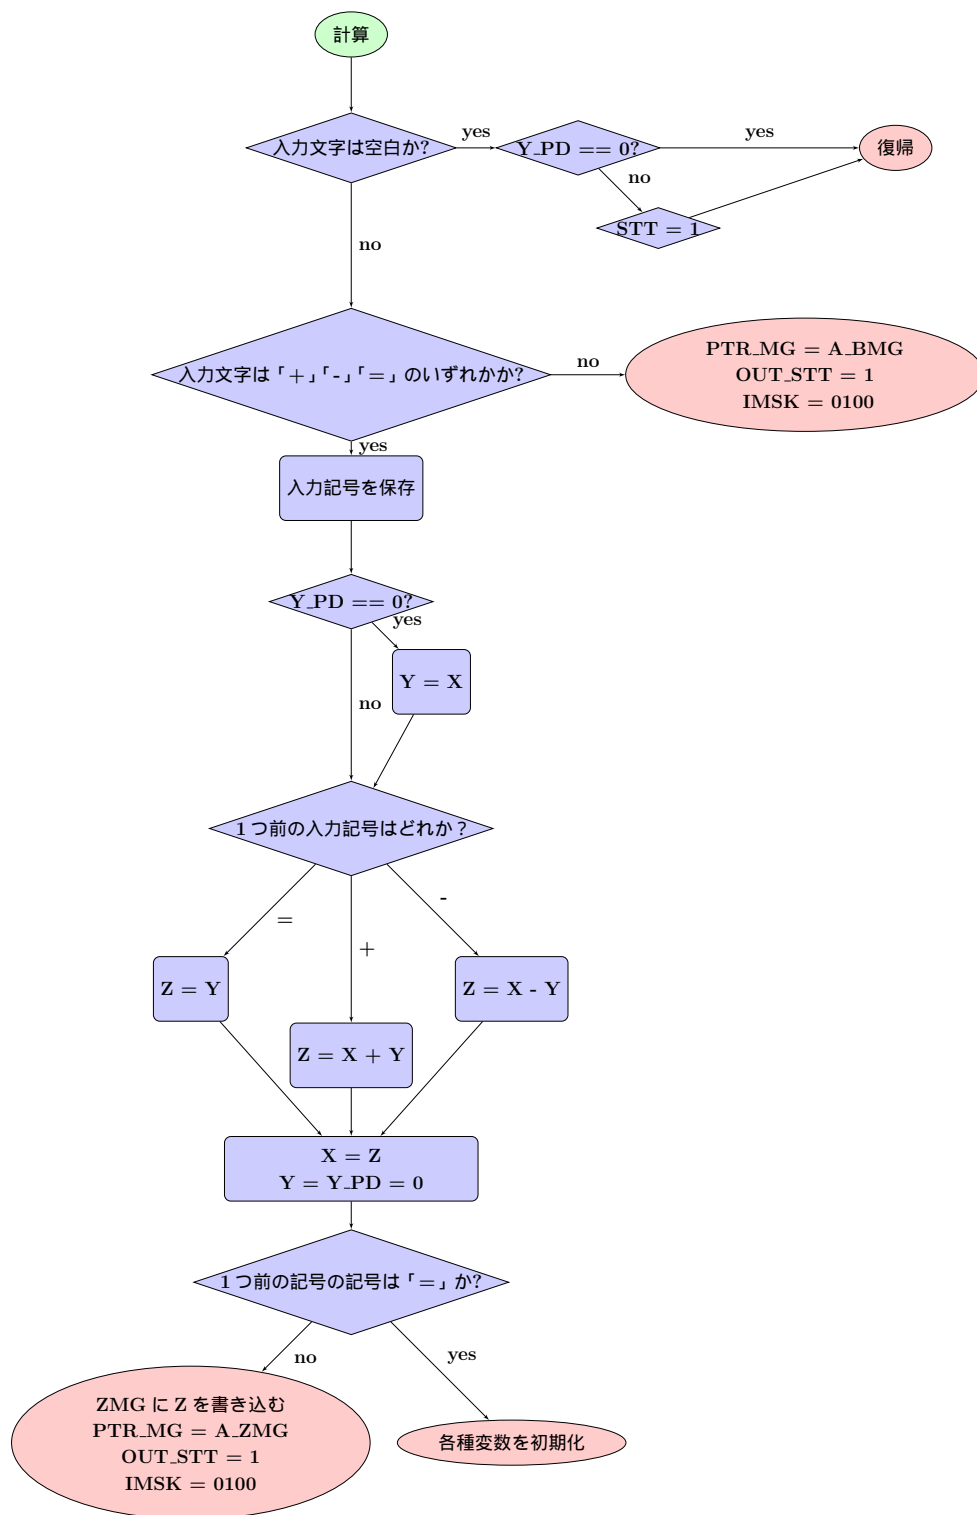 計算
入力文字は空白か?
yes
Y_PD == 0?
yes
復帰
no
STT = 1
no
入力文字は「+」「-」「=」のいずれかか?
no
PTR_MG = A_BMG
OUT_STT = 1
IMSK = 0100
yes
入力記号を保存
Y_PD == 0?
yes
Y = X
no
1つ前の入力記号はどれか？
=
+
-
Z = Y
Z = X - Y
Z = X + Y
X = Z
Y = Y_PD = 0
1つ前の記号の記号は「=」か?
no
yes
ZMG に Z を書き込む
PTR_MG = A_ZMG
OUT_STT = 1
IMSK = 0100
各種変数を初期化